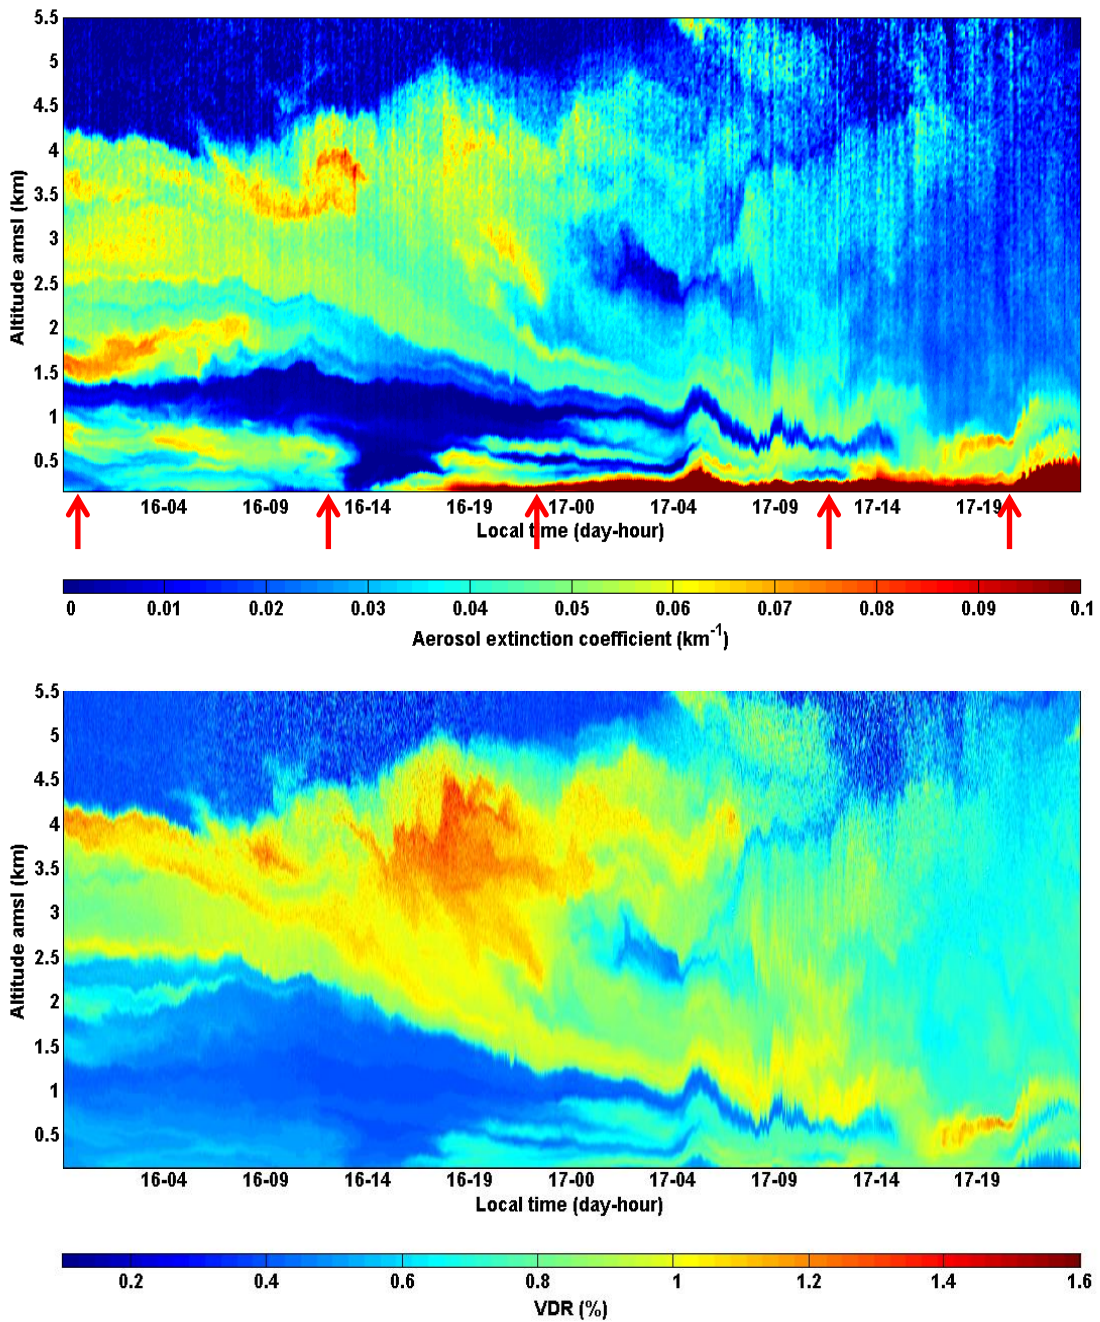 5.5
5
4.5
4
3.5
3
2.5
2
1.5
1
0.5
Altitude amsl (km)
16-04 16-09 16-14 16-19 17-00 17-04 17-09 17-14 17-19
Local time (day-hour)
0 0.01 0.02 0.03 0.04 0.05 0.06 0.07 0.08 0.09 0.1
Aerosol extinction coefficient (km⁻¹)
5.5
5
4.5
4
3.5
3
2.5
2
1.5
1
0.5
Altitude amsl (km)
16-04 16-09 16-14 16-19 17-00 17-04 17-09 17-14 17-19
Local time (day-hour)
0.2 0.4 0.6 0.8 1 1.2 1.4 1.6
VDR (%)